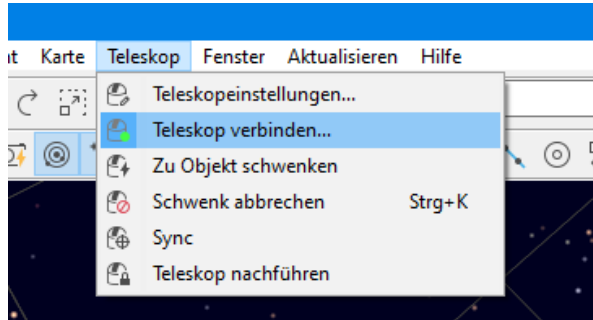 Karte Teleskop Fenster Aktualisieren Hilfe
Teleskopeinstellungen...
Teleskop verbinden...
Zu Objekt schwenken
Schwenk abbrechen Strg+K
Sync
Teleskop nachführen